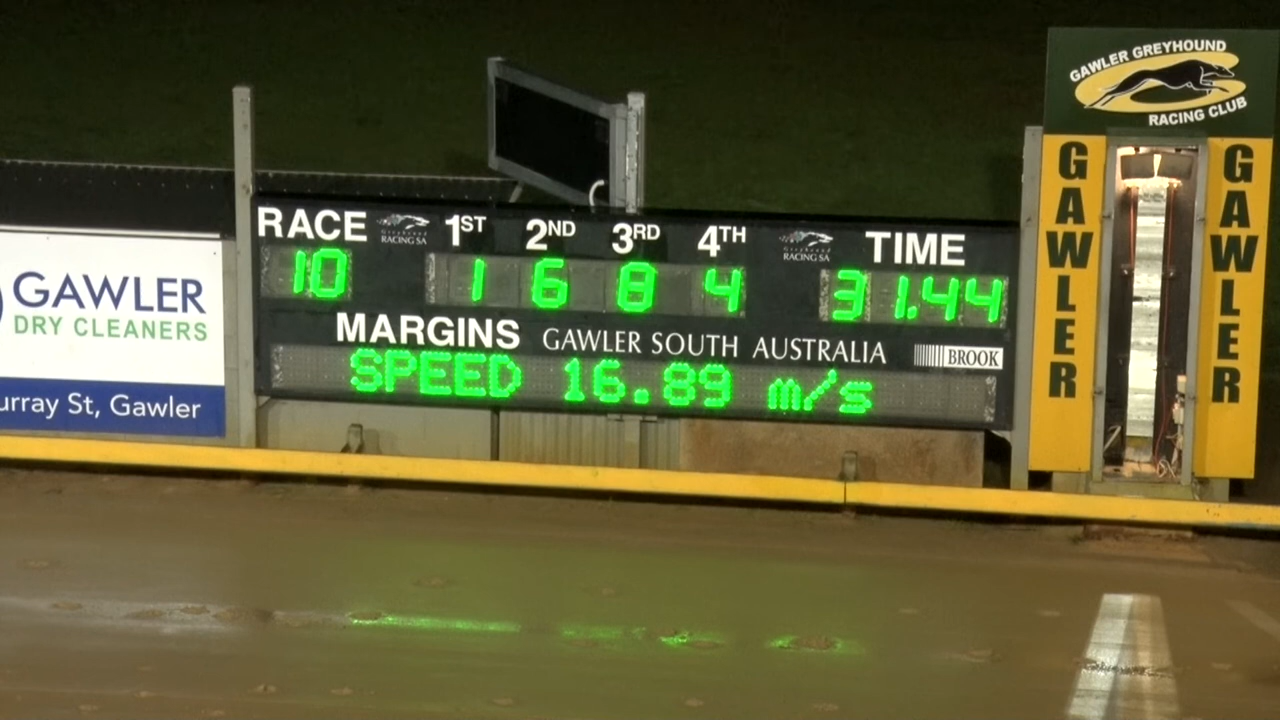 GAWLER GREYHOUND
RACING CLUB
GAWLER
GAWLER
RACE
Greyhound
RACING SA
1ST 2ND 3RD 4TH
Greyhound
RACING SA
TIME
10 1 6 8 4 31.44
MARGINS GAWLER SOUTH AUSTRALIA BROOK
SPEED 16.89 m/s
GAWLER
DRY CLEANERS
urray St, Gawler